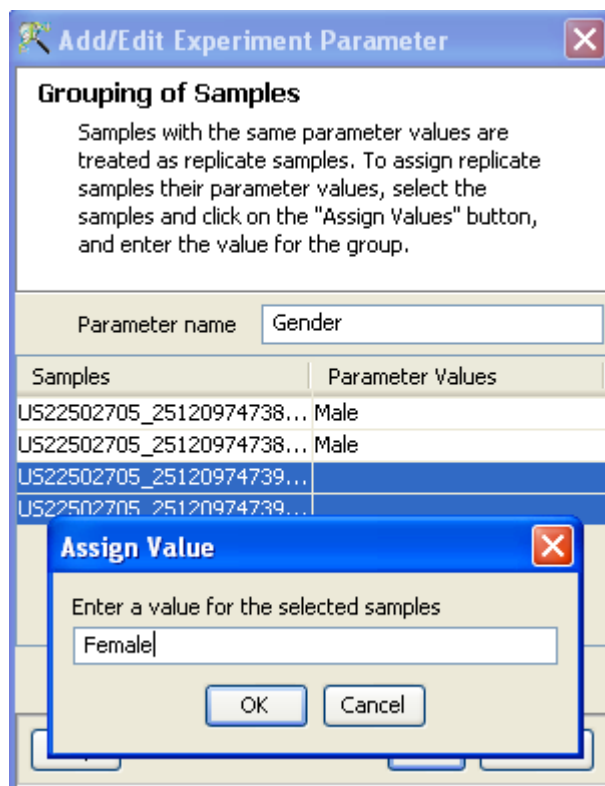 Add/Edit Experiment Parameter
Grouping of Samples
Samples with the same parameter values are
treated as replicate samples. To assign replicate
samples their parameter values, select the
samples and click on the "Assign Values" button,
and enter the value for the group.
Parameter name Gender
Samples Parameter Values
US22502705_25120974738... Male
US22502705_25120974738... Male
US22502705_25120974739...
US22502705_25120974739...
Assign Value
Enter a value for the selected samples
Female
OK Cancel